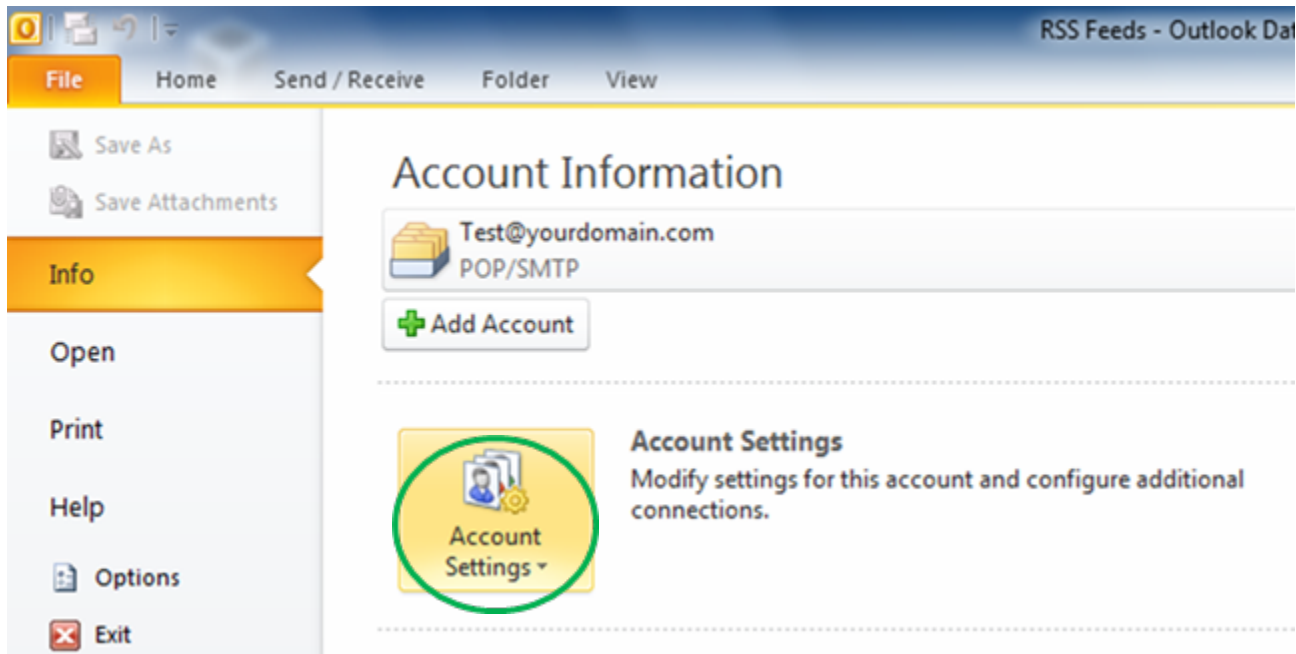 RSS Feeds - Outlook Dat
File Home Send / Receive Folder View
Save As
Save Attachments
Info
Open
Print
Help
Options
Exit
Account Information
Test@yourdomain.com
POP/SMTP
Add Account
Account
Settings
Account Settings
Modify settings for this account and configure additional
connections.